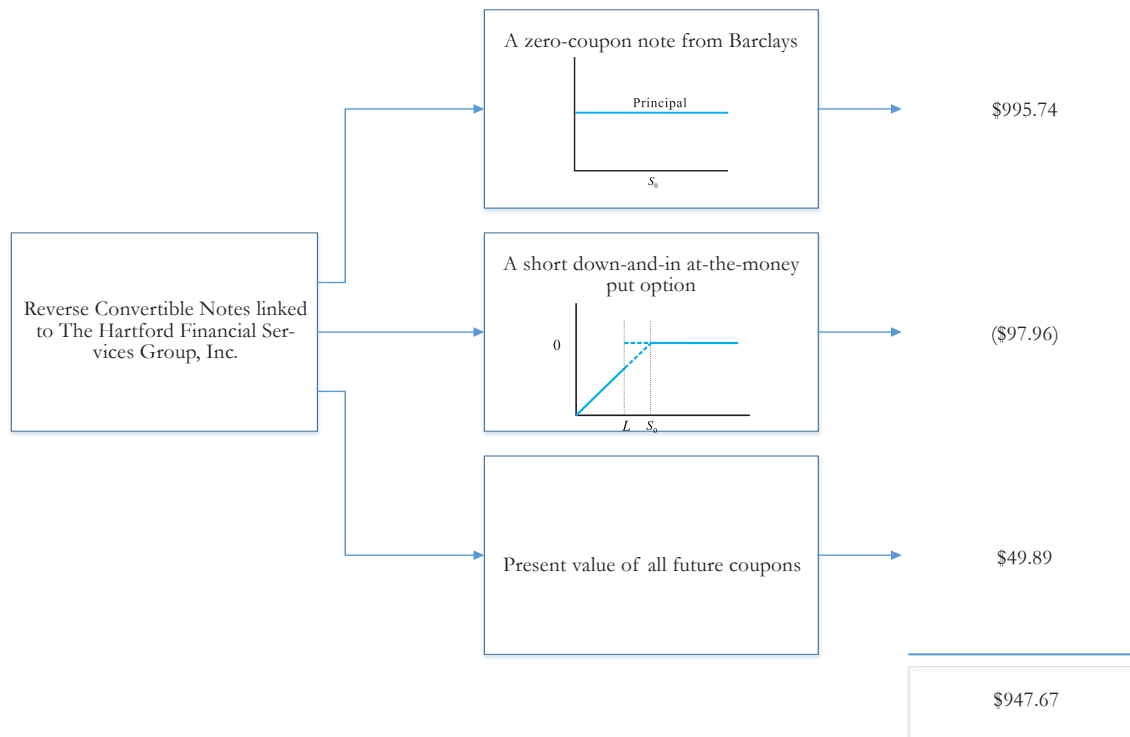 A zero-coupon note from Barclays
Principal
S₀
$995.74
Reverse Convertible Notes linked
to The Hartford Financial Ser-
vices Group, Inc.
A short down-and-in at-the-money
put option
0
L S₀
($97.96)
Present value of all future coupons
$49.89
$947.67